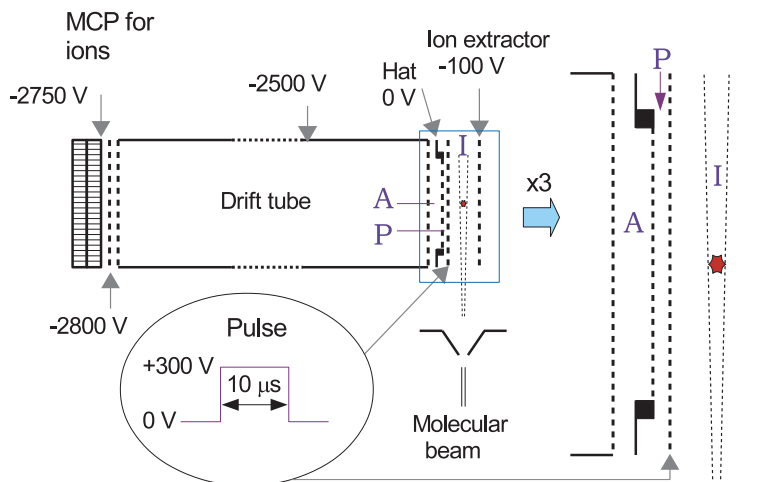 MCP for
ions
-2750 V
-2500 V
Hat
0 V
Ion extractor
-100 V
I
A
P
Drift tube
x3
P
I
A
-2800 V
Pulse
+300 V
10 μs
0 V
Molecular
beam